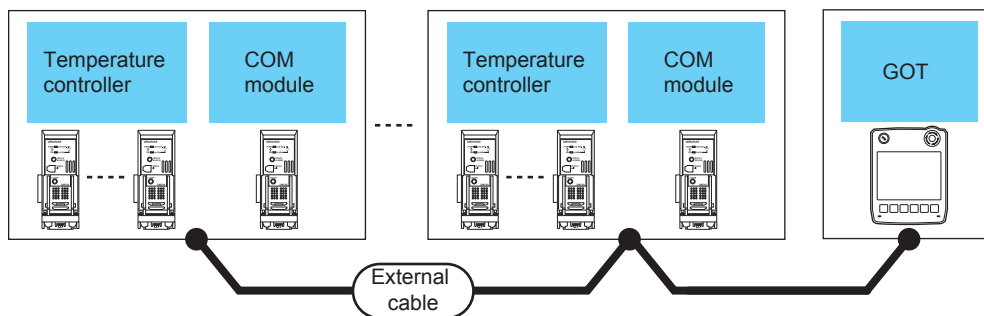 Temperature
controller
COM
module
Temperature
controller
COM
module
GOT
External
cable